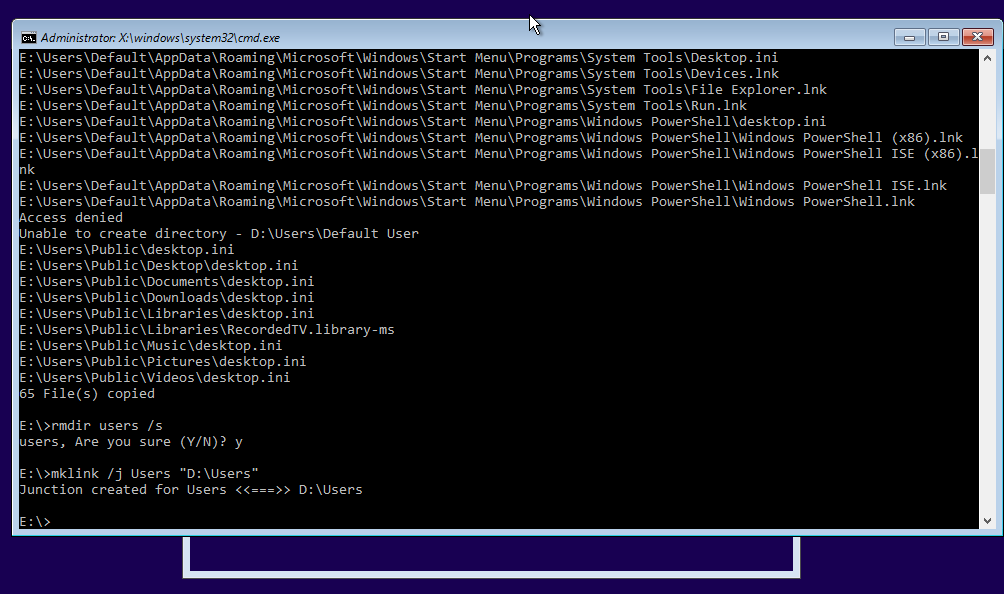 Administrator: X:\windows\system32\cmd.exe
E:\Users\Default\AppData\Roaming\Microsoft\Windows\Start Menu\Programs\System Tools\Desktop.ini
E:\Users\Default\AppData\Roaming\Microsoft\Windows\Start Menu\Programs\System Tools\Devices.lnk
E:\Users\Default\AppData\Roaming\Microsoft\Windows\Start Menu\Programs\System Tools\File Explorer.lnk
E:\Users\Default\AppData\Roaming\Microsoft\Windows\Start Menu\Programs\System Tools\Run.lnk
E:\Users\Default\AppData\Roaming\Microsoft\Windows\Start Menu\Programs\Windows PowerShell\desktop.ini
E:\Users\Default\AppData\Roaming\Microsoft\Windows\Start Menu\Programs\Windows PowerShell\Windows PowerShell (x86).lnk
E:\Users\Default\AppData\Roaming\Microsoft\Windows\Start Menu\Programs\Windows PowerShell\Windows PowerShell ISE (x86).l
nk
E:\Users\Default\AppData\Roaming\Microsoft\Windows\Start Menu\Programs\Windows PowerShell\Windows PowerShell ISE.lnk
E:\Users\Default\AppData\Roaming\Microsoft\Windows\Start Menu\Programs\Windows PowerShell\Windows PowerShell.lnk
Access denied
Unable to create directory - D:\Users\Default User
E:\Users\Public\desktop.ini
E:\Users\Public\Desktop\desktop.ini
E:\Users\Public\Documents\desktop.ini
E:\Users\Public\Downloads\desktop.ini
E:\Users\Public\Libraries\desktop.ini
E:\Users\Public\Libraries\RecordedTV.library-ms
E:\Users\Public\Music\desktop.ini
E:\Users\Public\Pictures\desktop.ini
E:\Users\Public\Videos\desktop.ini
65 File(s) copied
E:\>rmdir users /s
users, Are you sure (Y/N)? y
E:\>mklink /j Users "D:\Users"
Junction created for Users <<===>> D:\Users
E:\>